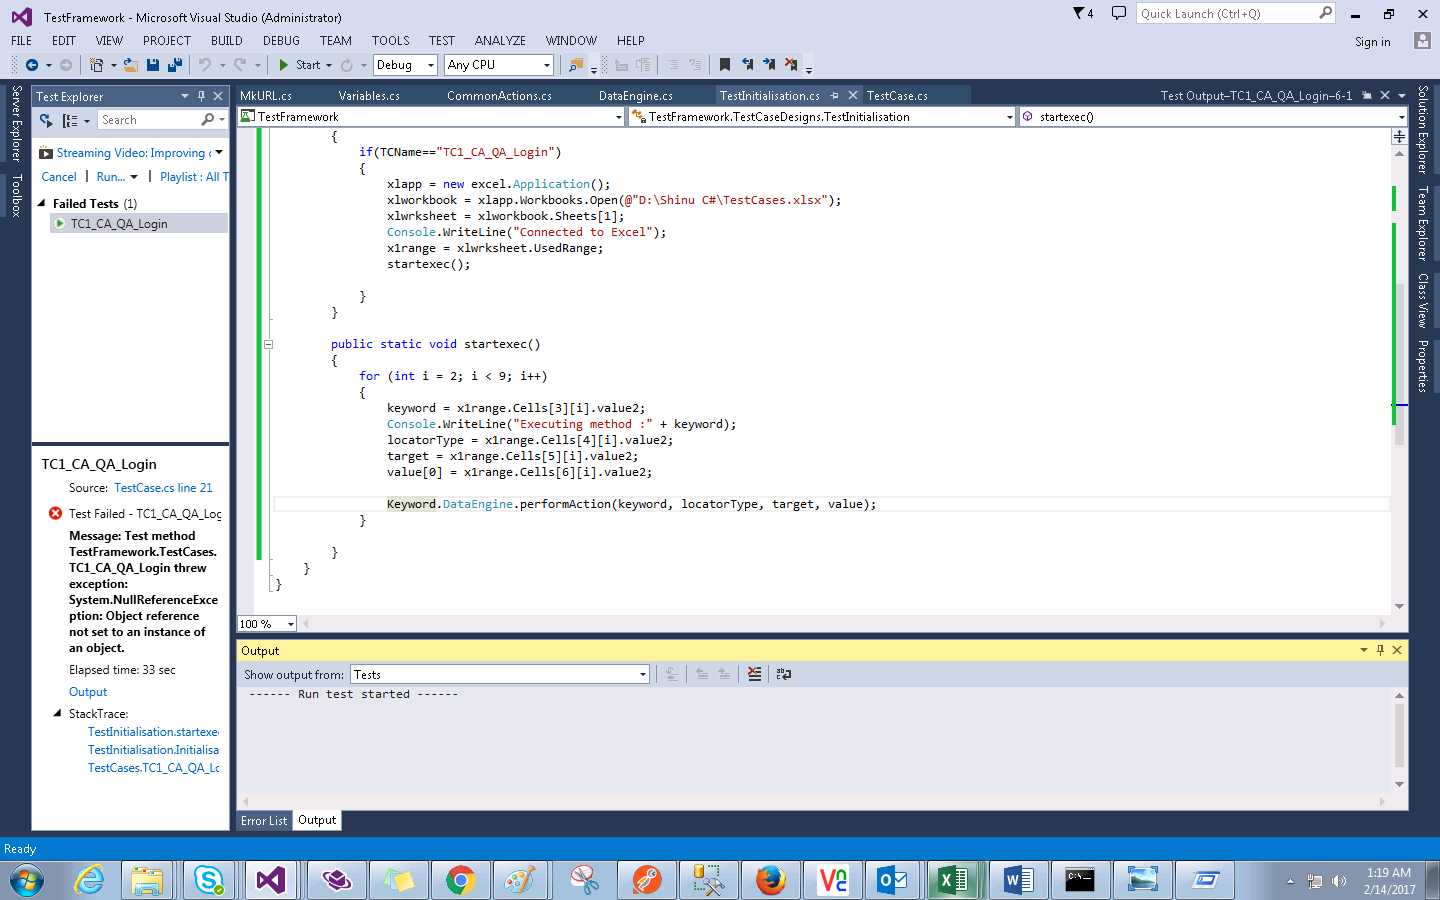 TestFramework - Microsoft Visual Studio (Administrator)
4
Quick Launch (Ctrl+Q)
FILE EDIT VIEW PROJECT BUILD DEBUG TEAM TOOLS TEST ANALYZE WINDOW HELP
Sign in
Start Debug Any CPU
Server Explorer
Toolbox
Test Explorer
Search
Streaming Video: Improving
Cancel | Run... | Playlist : All T
Failed Tests (1)
TC1_CA_QA_Login
TC1_CA_QA_Login
Source: TestCase.cs line 21
Test Failed - TC1_CA_QA_Log
Message: Test method
TestFramework.TestCases.
TC1_CA_QA_Login threw
exception:
System.NullReferenceExce
ption: Object reference
not set to an instance of
an object.
Elapsed time: 33 sec
Output
StackTrace:
TestInitialisation.startexe
TestInitialisation.Initialisa
TestCases.TC1_CA_QA_Lo
MkURL.cs Variables.cs CommonActions.cs DataEngine.cs TestInitialisation.cs TestCase.cs Test Output–TC1_CA_QA_Login–6-1
TestFramework TestFramework.TestCaseDesigns.TestInitialisation startexec()
{
if(TCName=="TC1_CA_QA_Login")
{
xlapp = new excel.Application();
xlworkbook = xlapp.Workbooks.Open(@"D:\Shinu C#\TestCases.xlsx");
xlwrksheet = xlworkbook.Sheets[1];
Console.WriteLine("Connected to Excel");
x1range = xlwrksheet.UsedRange;
startexec();
}
}
public static void startexec()
{
for (int i = 2; i < 9; i++)
{
keyword = x1range.Cells[3][i].value2;
Console.WriteLine("Executing method :" + keyword);
locatorType = x1range.Cells[4][i].value2;
target = x1range.Cells[5][i].value2;
value[0] = x1range.Cells[6][i].value2;
Keyword.DataEngine.performAction(keyword, locatorType, target, value);
}
}
}
}
100 %
Output
Show output from: Tests
------ Run test started ------
Error List Output
Solution Explorer
Team Explorer
Class View
Properties
Ready
1:19 AM
2/14/2017